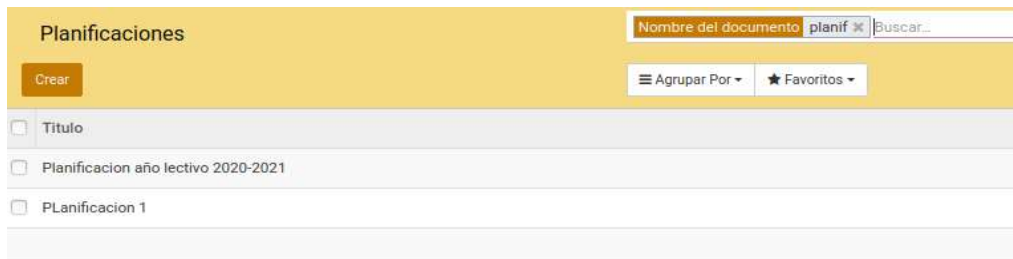 Planificaciones
Nombre del documento planif Buscar...
Crear
Agrupar Por
Favoritos
Titulo
Planificacion año lectivo 2020-2021
PLanificacion 1